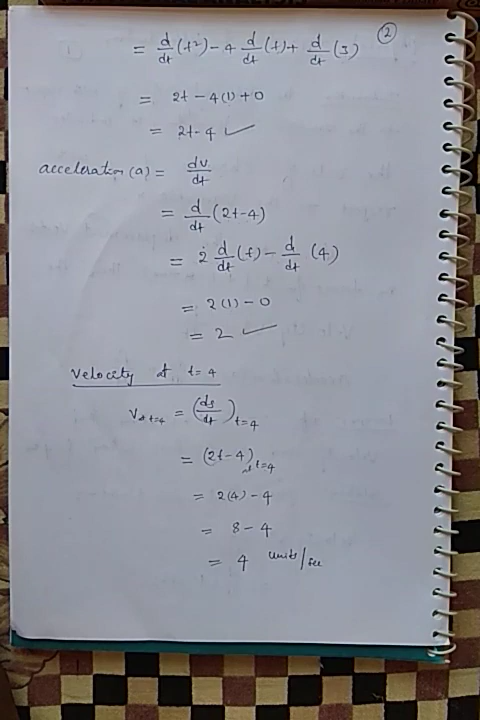 (2)
= d/dt (t²) - 4 d/dt (t) + d/dt (3)
= 2t - 4(1) + 0
= 2t - 4 ✓
acceleration (a) = dv/dt
= d/dt (2t-4)
= 2 d/dt (t) - d/dt (4)
= 2(1) - 0
= 2 ✓
Velocity at t = 4
V at t=4 = (ds/dt) t=4
= (2t-4) at t=4
= 2(4) - 4
= 8 - 4
= 4 units/sec